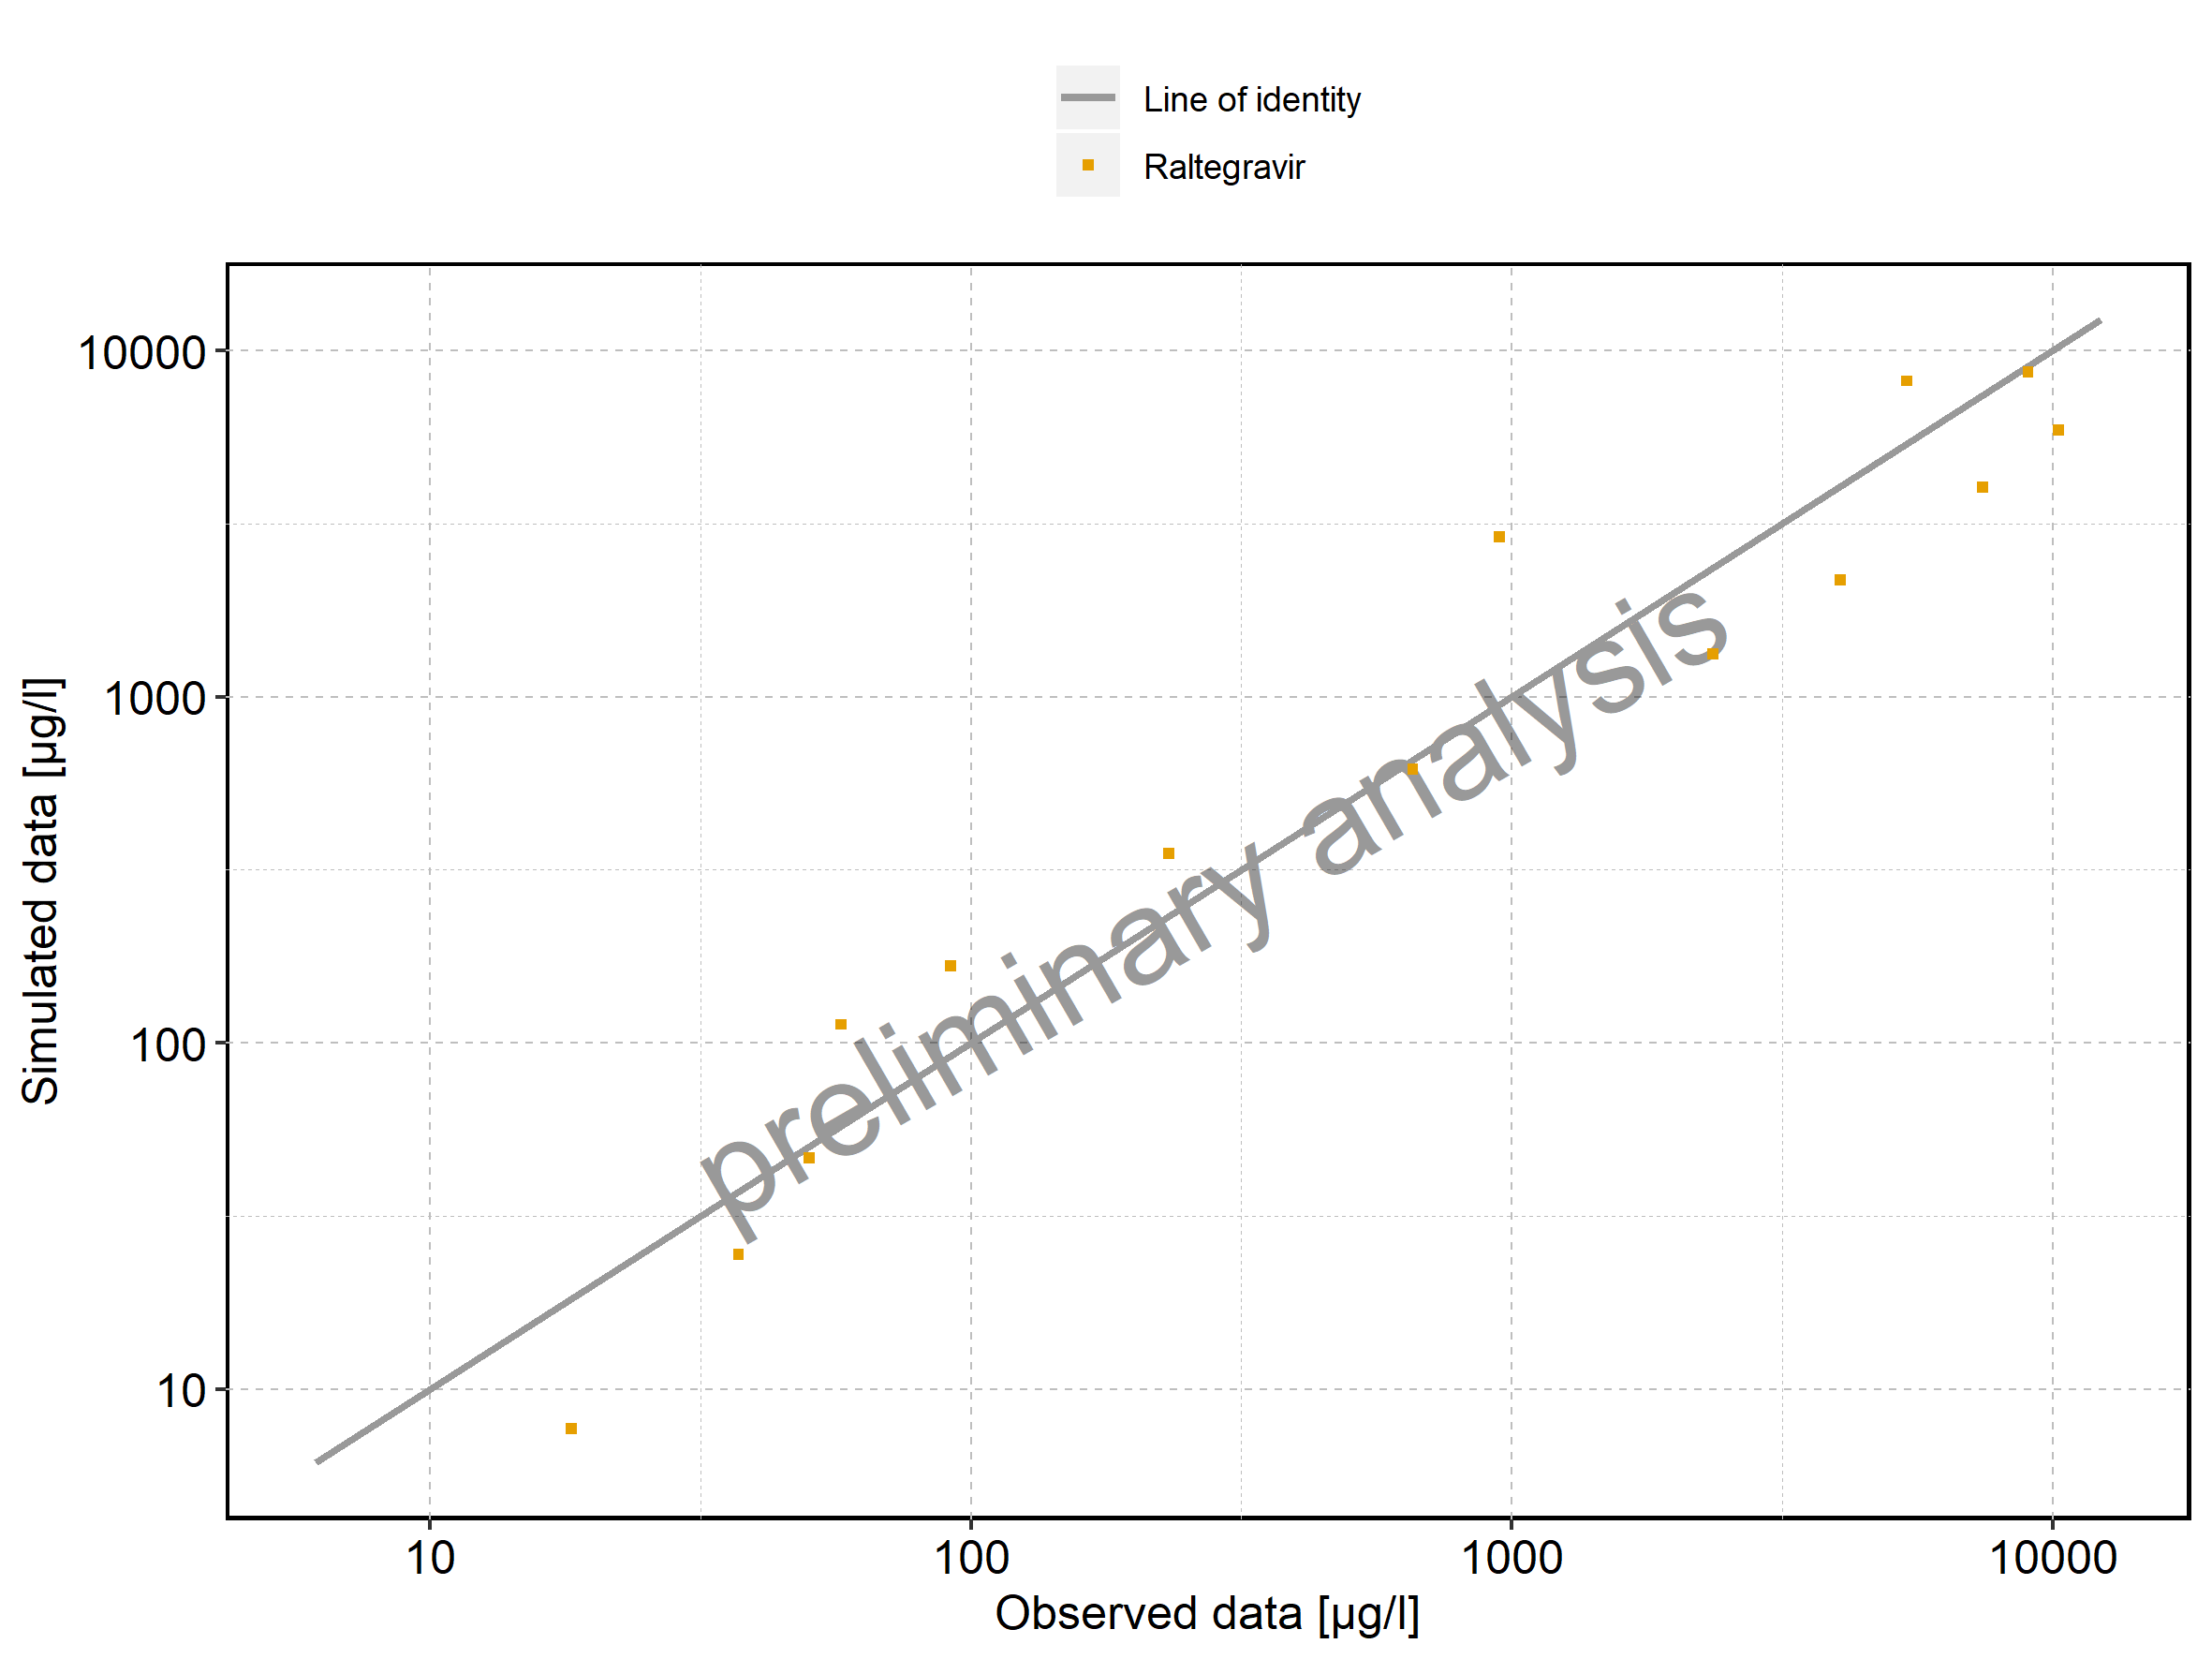 Line of identity
Raltegravir
10000
1000
100
10
Simulated data [µg/l]
preliminary analysis
10 100 1000 10000
Observed data [µg/l]